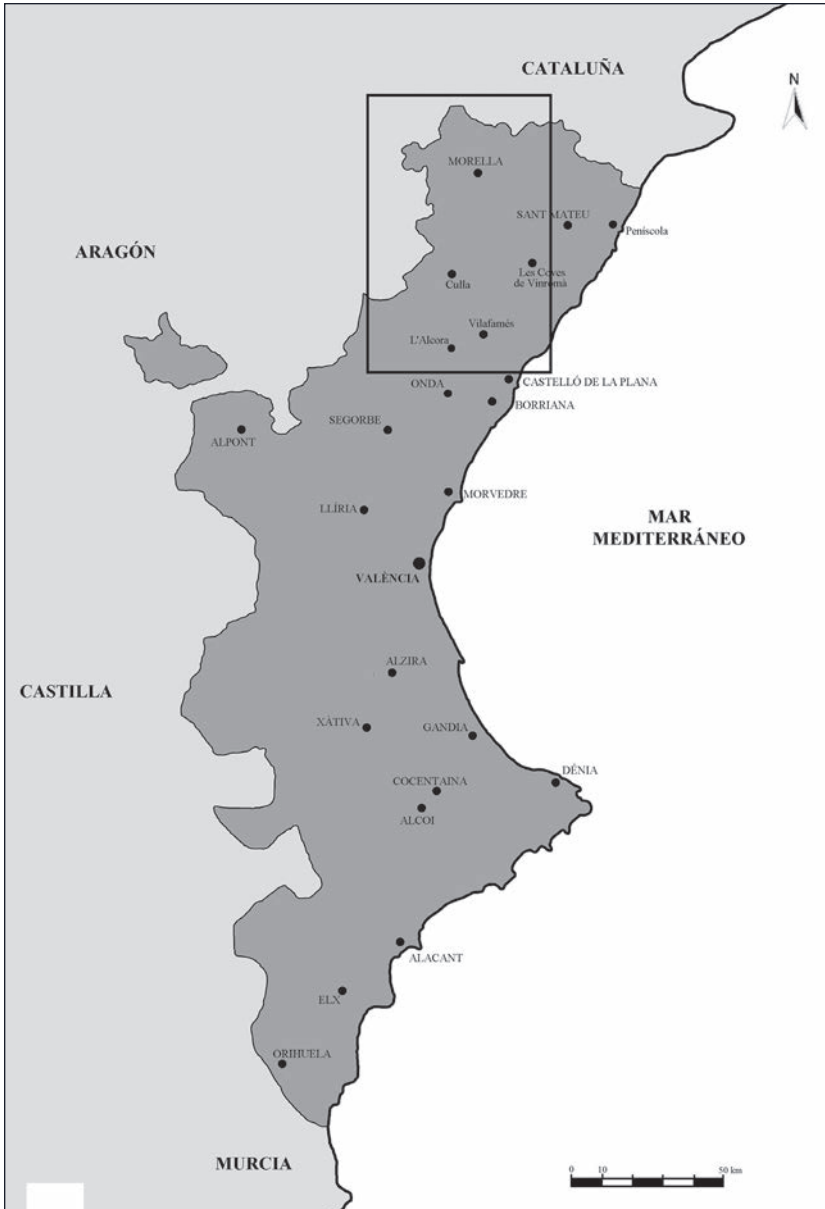 CATALUÑA
N
MORELLA
ARAGÓN
SANT MATEU
Peníscola
Culla
Les Coves
de Vinromà
Vilafamés
L'Alcora
ONDA
CASTELLÓ DE LA PLANA
BORRIANA
SEGORBE
ALPONT
MORVEDRE
LLÍRIA
MAR
MEDITERRÁNEO
VALÈNCIA
ALZIRA
CASTILLA
XÀTIVA
GANDIA
DÉNIA
COCENTAINA
ALCOI
ALACANT
ELX
ORIHUELA
MURCIA
0 10 50 km